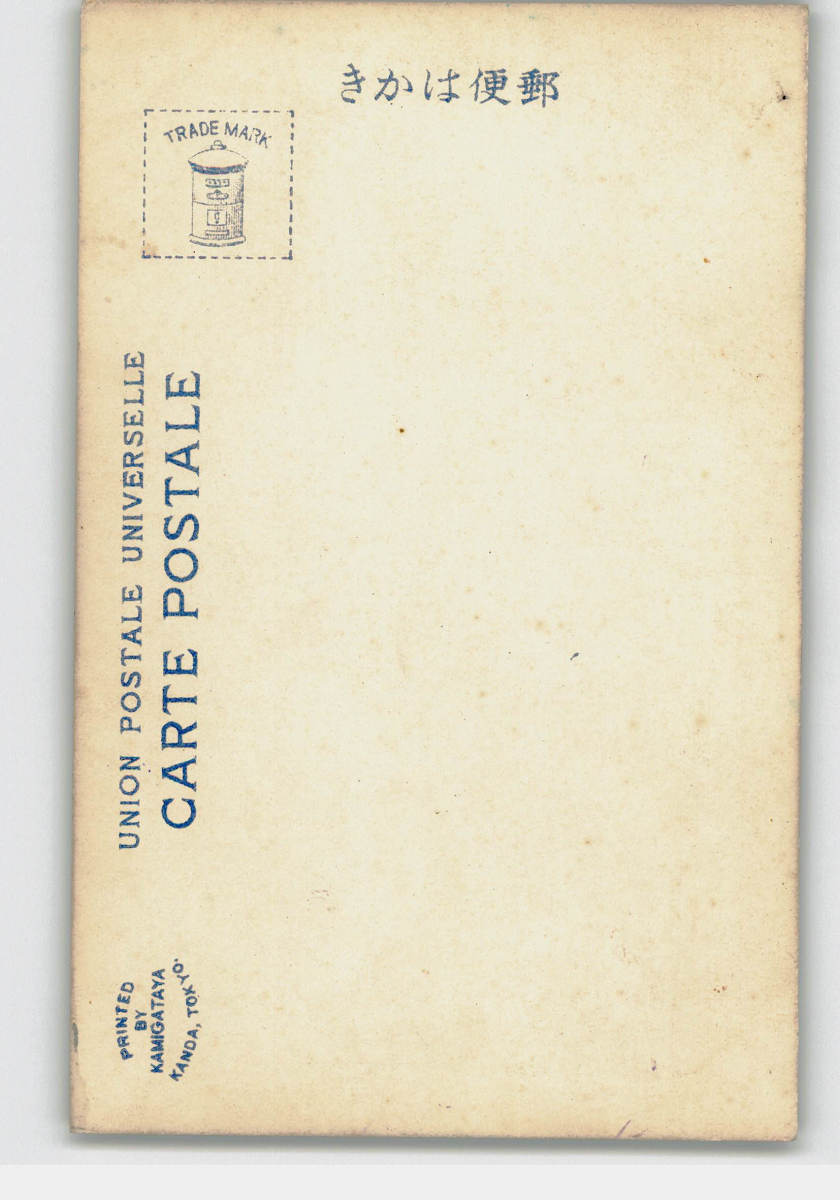 きかは便郵
TRADE MARK
UNION POSTALE UNIVERSELLE
CARTE POSTALE
PRINTED
BY
KAMIGATAYA
KANDA, TOKYO.